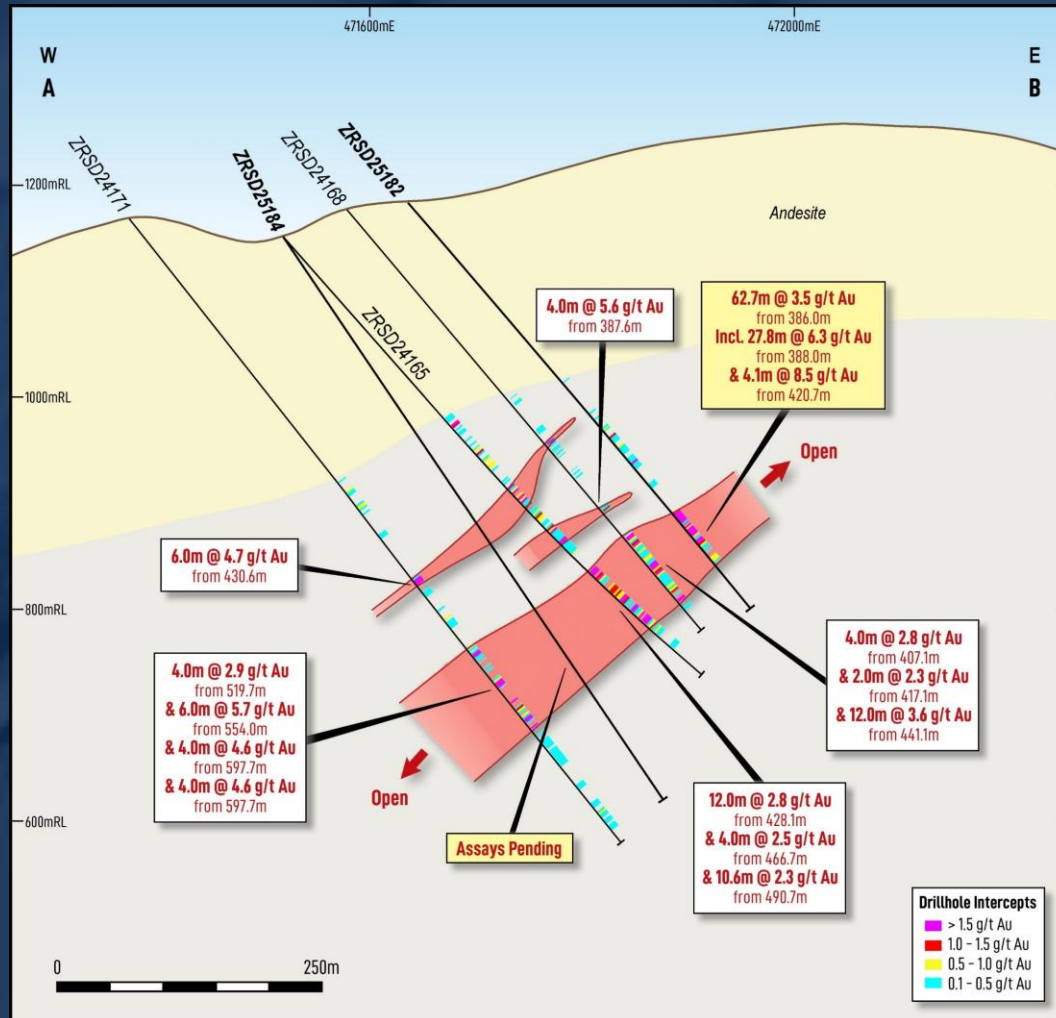 471600mE
472000mE
W
A
E
B
ZRSD24171
ZRSD25184
ZRSD24168
ZRSD25182
1200mRL
Andesite
ZRSD24165
4.0m @ 5.6 g/t Au
from 387.6m
62.7m @ 3.5 g/t Au
from 386.0m
Incl. 27.8m @ 6.3 g/t Au
from 388.0m
& 4.1m @ 8.5 g/t Au
from 420.7m
1000mRL
Open
6.0m @ 4.7 g/t Au
from 430.6m
800mRL
4.0m @ 2.9 g/t Au
from 519.7m
& 6.0m @ 5.7 g/t Au
from 554.0m
& 4.0m @ 4.6 g/t Au
from 597.7m
& 4.0m @ 4.6 g/t Au
from 597.7m
4.0m @ 2.8 g/t Au
from 407.1m
& 2.0m @ 2.3 g/t Au
from 417.1m
& 12.0m @ 3.6 g/t Au
from 441.1m
Open
600mRL
Assays Pending
12.0m @ 2.8 g/t Au
from 428.1m
& 4.0m @ 2.5 g/t Au
from 466.7m
& 10.6m @ 2.3 g/t Au
from 490.7m
Drillhole Intercepts
> 1.5 g/t Au
1.0 - 1.5 g/t Au
0.5 - 1.0 g/t Au
0.1 - 0.5 g/t Au
0
250m